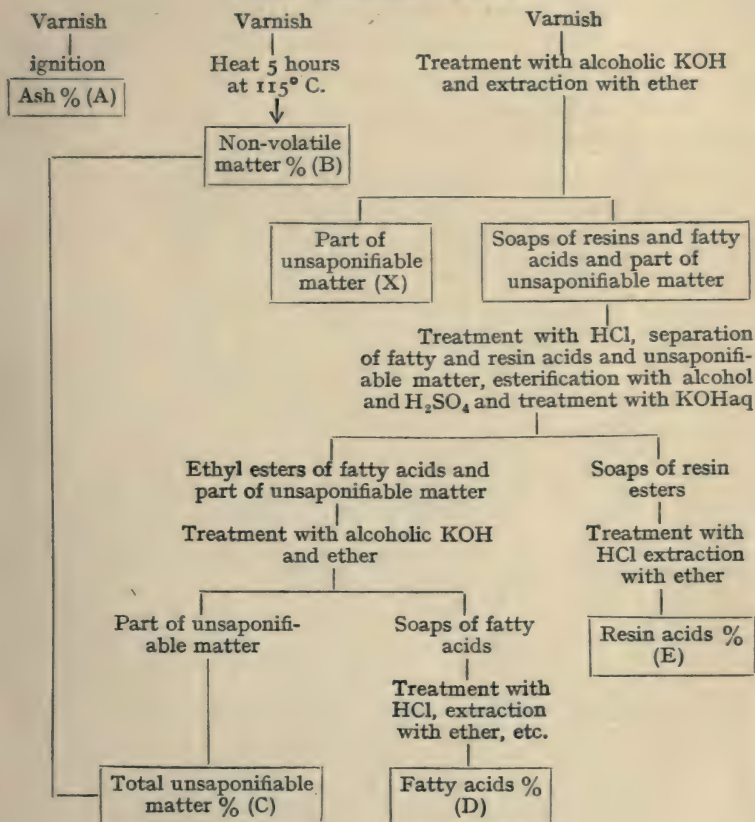 Varnish
ignition
Ash % (A)
Varnish
Heat 5 hours
at 115° C.
Non-volatile
matter % (B)
Varnish
Treatment with alcoholic KOH
and extraction with ether
Part of
unsaponifiable
matter (X)
Soaps of resins and fatty
acids and part of
unsaponifiable matter
Treatment with HCl, separation
of fatty and resin acids and unsaponifi-
able matter, esterification with alcohol
and H₂SO₄ and treatment with KOHaq
Ethyl esters of fatty acids and
part of unsaponifiable matter
Treatment with alcoholic KOH
and ether
Soaps of resin
esters
Treatment with
HCl extraction
with ether
Resin acids %
(E)
Part of unsaponifi-
able matter
Soaps of fatty
acids
Treatment with
HCl, extraction
with ether, etc.
Total unsaponifiable
matter % (C)
Fatty acids %
(D)